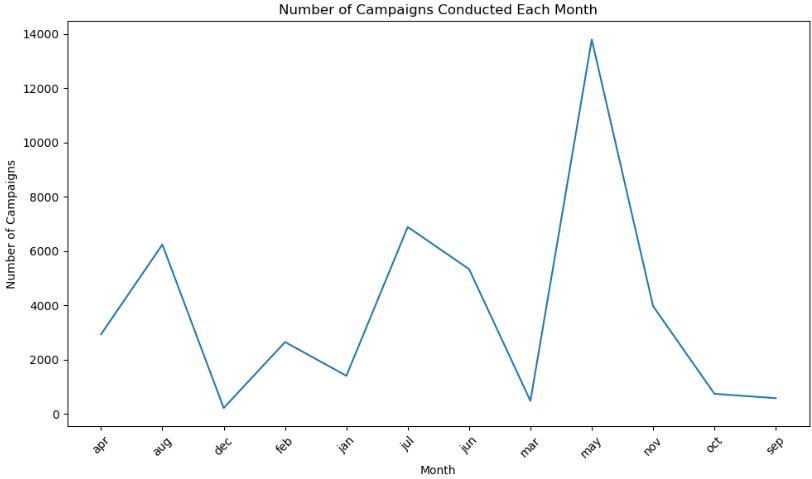 Number of Campaigns Conducted Each Month
Number of Campaigns
14000
12000
10000
8000
6000
4000
2000
0
apr
aug
dec
feb
jan
jul
jun
mar
may
nov
oct
sep
Month